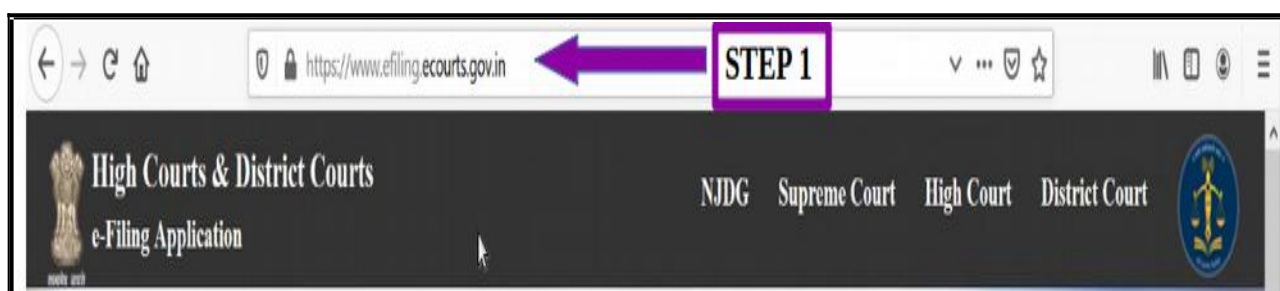 https://www.efiling.ecourts.gov.in STEP 1
High Courts & District Courts
e-Filing Application
NJDG Supreme Court High Court District Court